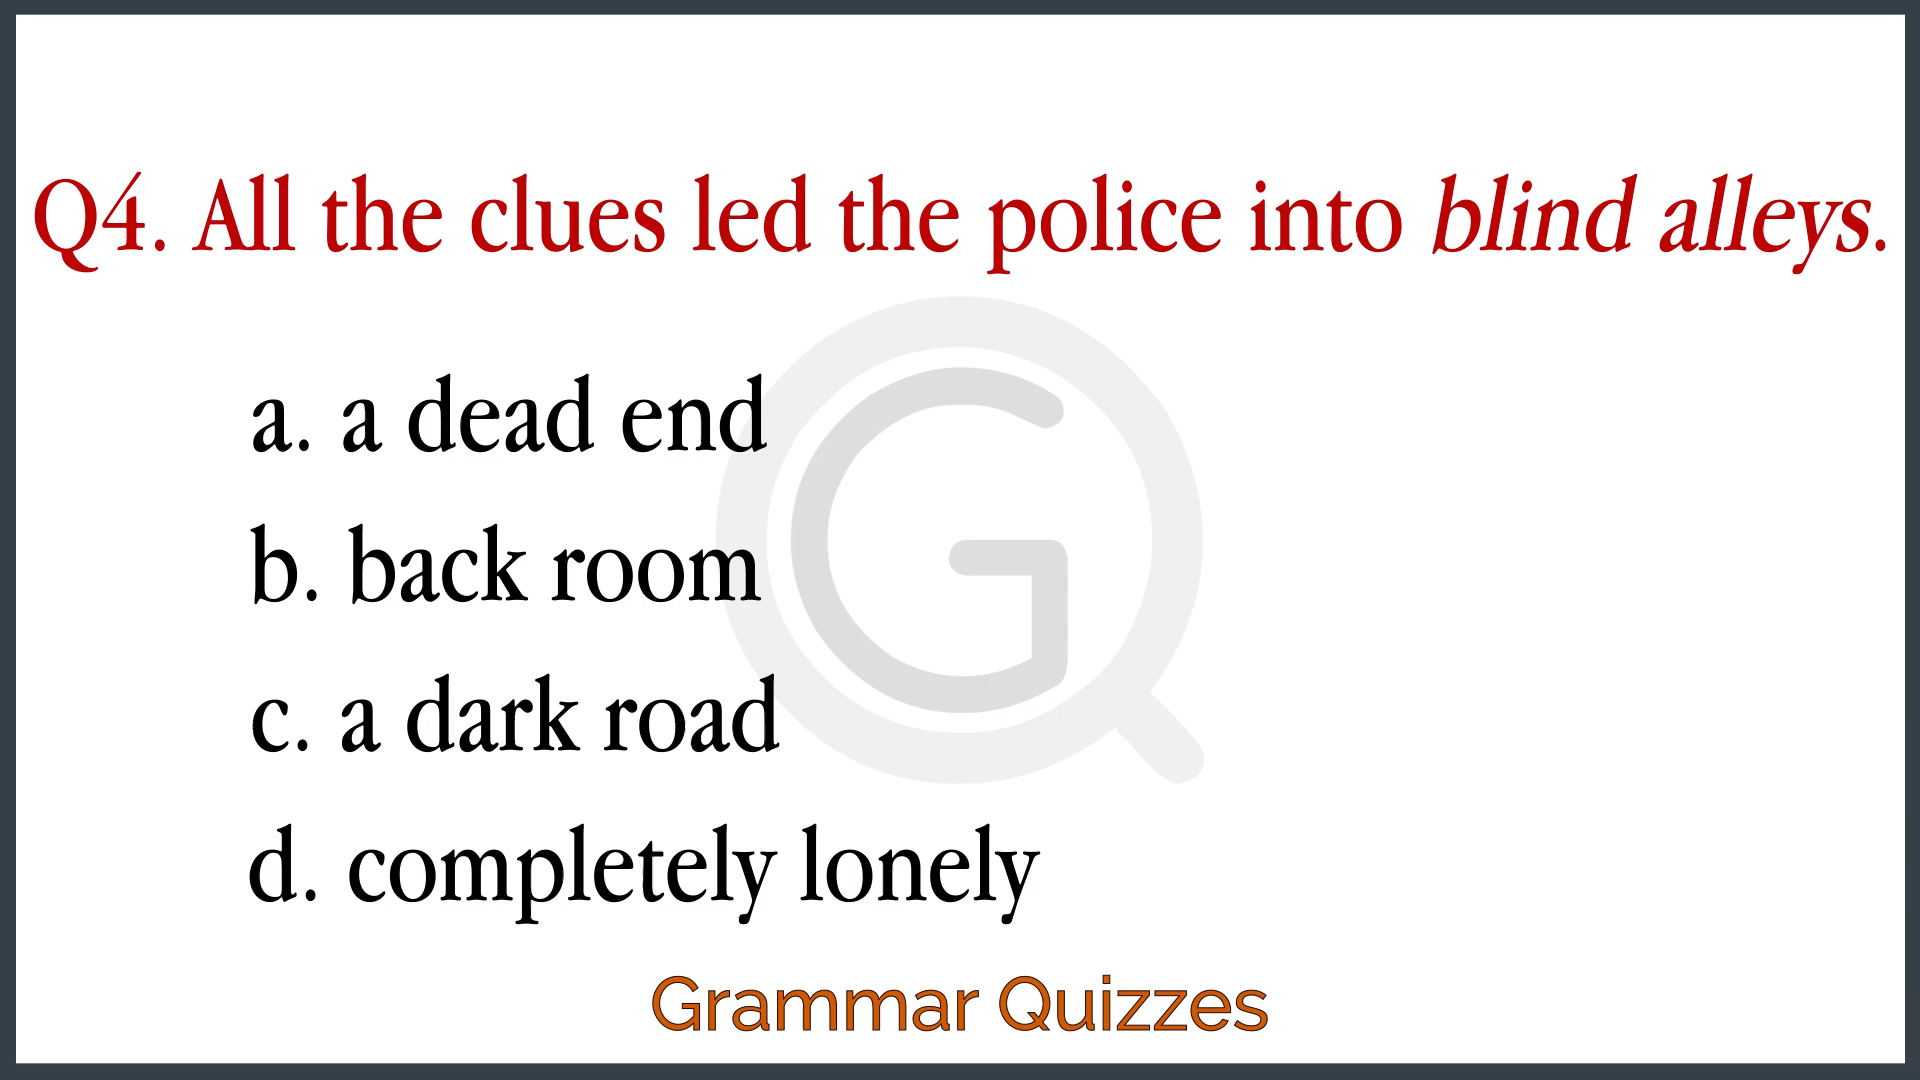 Q4. All the clues led the police into blind alleys.
a. a dead end
b. back room
c. a dark road
d. completely lonely
Grammar Quizzes